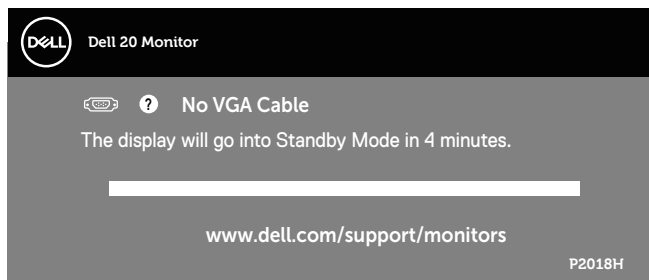 DELL Dell 20 Monitor
? No VGA Cable
The display will go into Standby Mode in 4 minutes.
www.dell.com/support/monitors
P2018H